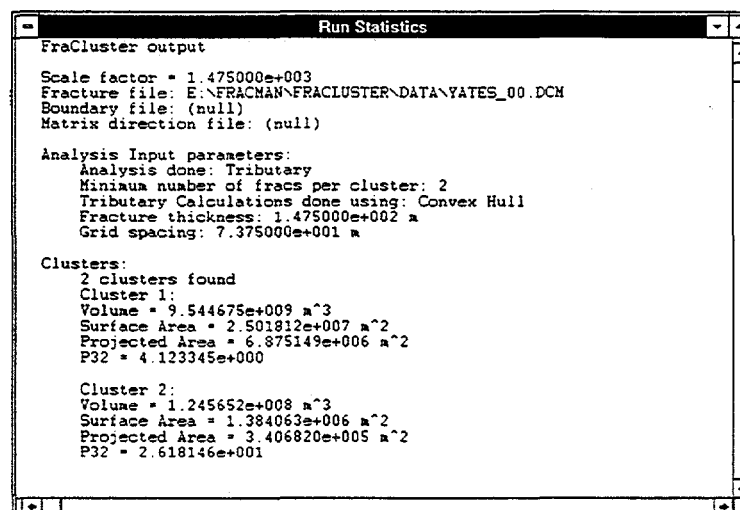 Run Statistics
FraCluster output
Scale factor = 1.475000e+003
Fracture file: E:\FRACMAN\FRACLUSTER\DATA\YATES_00.DCM
Boundary file: (null)
Matrix direction file: (null)
Analysis Input parameters:
Analysis done: Tributary
Minimum number of fracs per cluster: 2
Tributary Calculations done using: Convex Hull
Fracture thickness: 1.475000e+002 m
Grid spacing: 7.375000e+001 m
Clusters:
2 clusters found
Cluster 1:
Volume = 9.544675e+009 m^3
Surface Area = 2.501812e+007 m^2
Projected Area = 6.875149e+006 m^2
P32 = 4.123345e+000
Cluster 2:
Volume = 1.245652e+008 m^3
Surface Area = 1.384063e+006 m^2
Projected Area = 3.406820e+005 m^2
P32 = 2.618146e+001